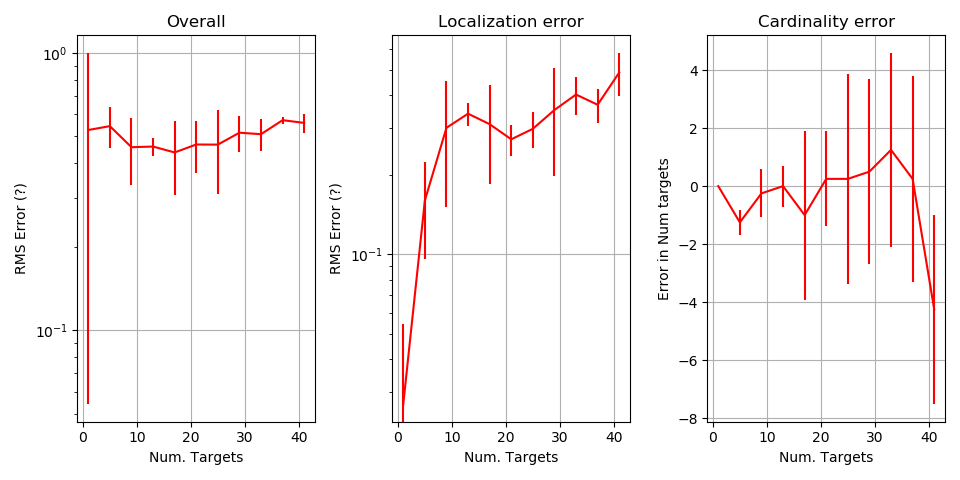 Overall
Localization error
Cardinality error
RMS Error (?)
10^0
10^-1
0 10 20 30 40
Num. Targets
RMS Error (?)
10^-1
0 10 20 30 40
Num. Targets
Error in Num targets
4
2
0
−2
−4
−6
−8
0 10 20 30 40
Num. Targets